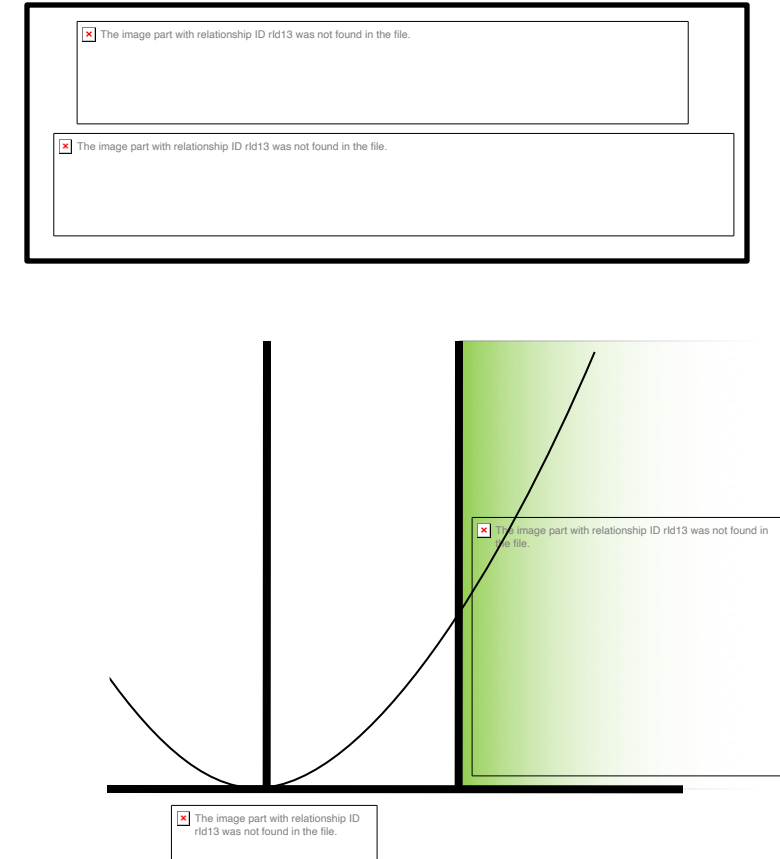 The image part with relationship ID rId13 was not found in the file.
The image part with relationship ID rId13 was not found in the file.
The image part with relationship ID rId13 was not found in
the file.
The image part with relationship ID
rId13 was not found in the file.